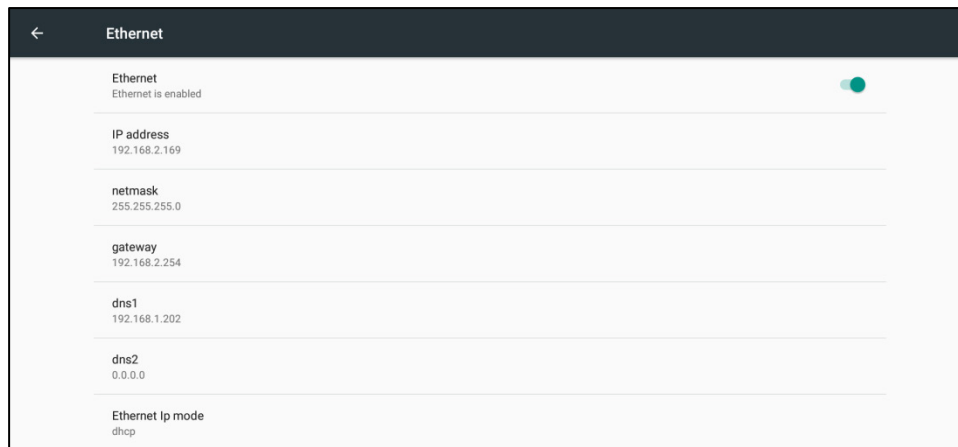 Ethernet
Ethernet
Ethernet is enabled
IP address
192.168.2.169
netmask
255.255.255.0
gateway
192.168.2.254
dns1
192.168.1.202
dns2
0.0.0.0
Ethernet Ip mode
dhcp